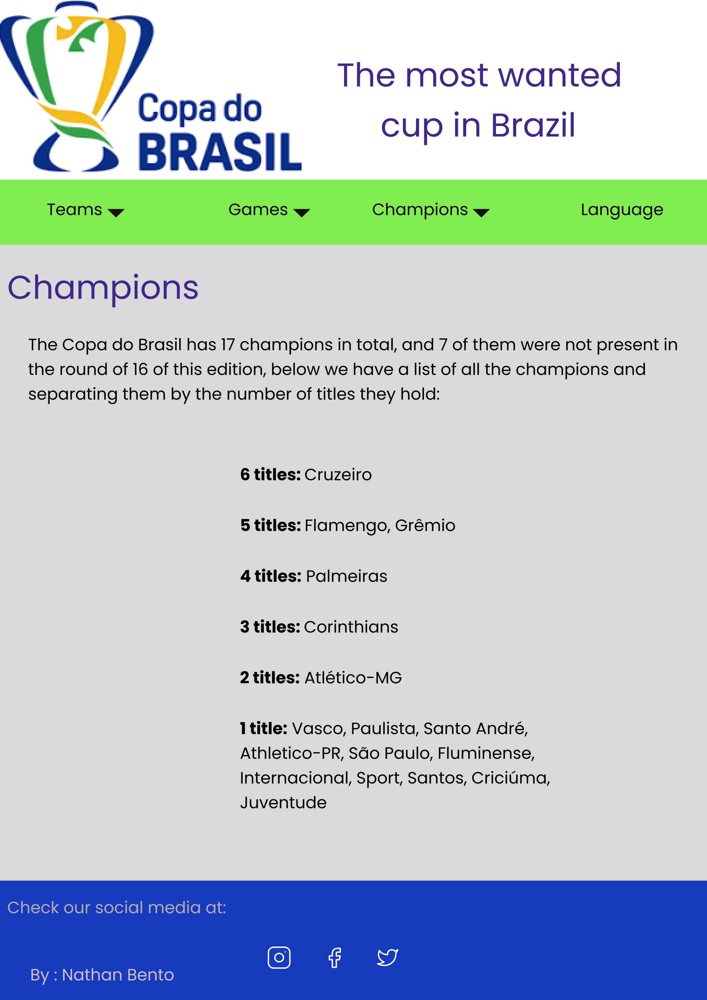 Copa do
BRASIL
The most wanted
cup in Brazil
Teams
Games
Champions
Language
Champions
The Copa do Brasil has 17 champions in total, and 7 of them were not present in
the round of 16 of this edition, below we have a list of all the champions and
separating them by the number of titles they hold:
6 titles: Cruzeiro
5 titles: Flamengo, Grêmio
4 titles: Palmeiras
3 titles: Corinthians
2 titles: Atlético-MG
1 title: Vasco, Paulista, Santo André,
Athletico-PR, São Paulo, Fluminense,
Internacional, Sport, Santos, Criciúma,
Juventude
Check our social media at:
By : Nathan Bento